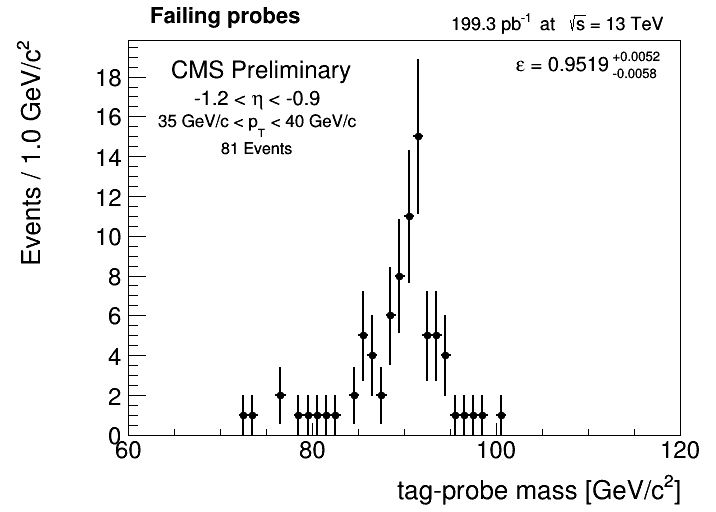 Failing probes
199.3 pb⁻¹ at √s = 13 TeV
CMS Preliminary
-1.2 < η < -0.9
35 GeV/c < p_T < 40 GeV/c
81 Events
ε = 0.9519 +0.0052 -0.0058
Events / 1.0 GeV/c²
18
16
14
12
10
8
6
4
2
0
60 80 100 120
tag-probe mass [GeV/c²]